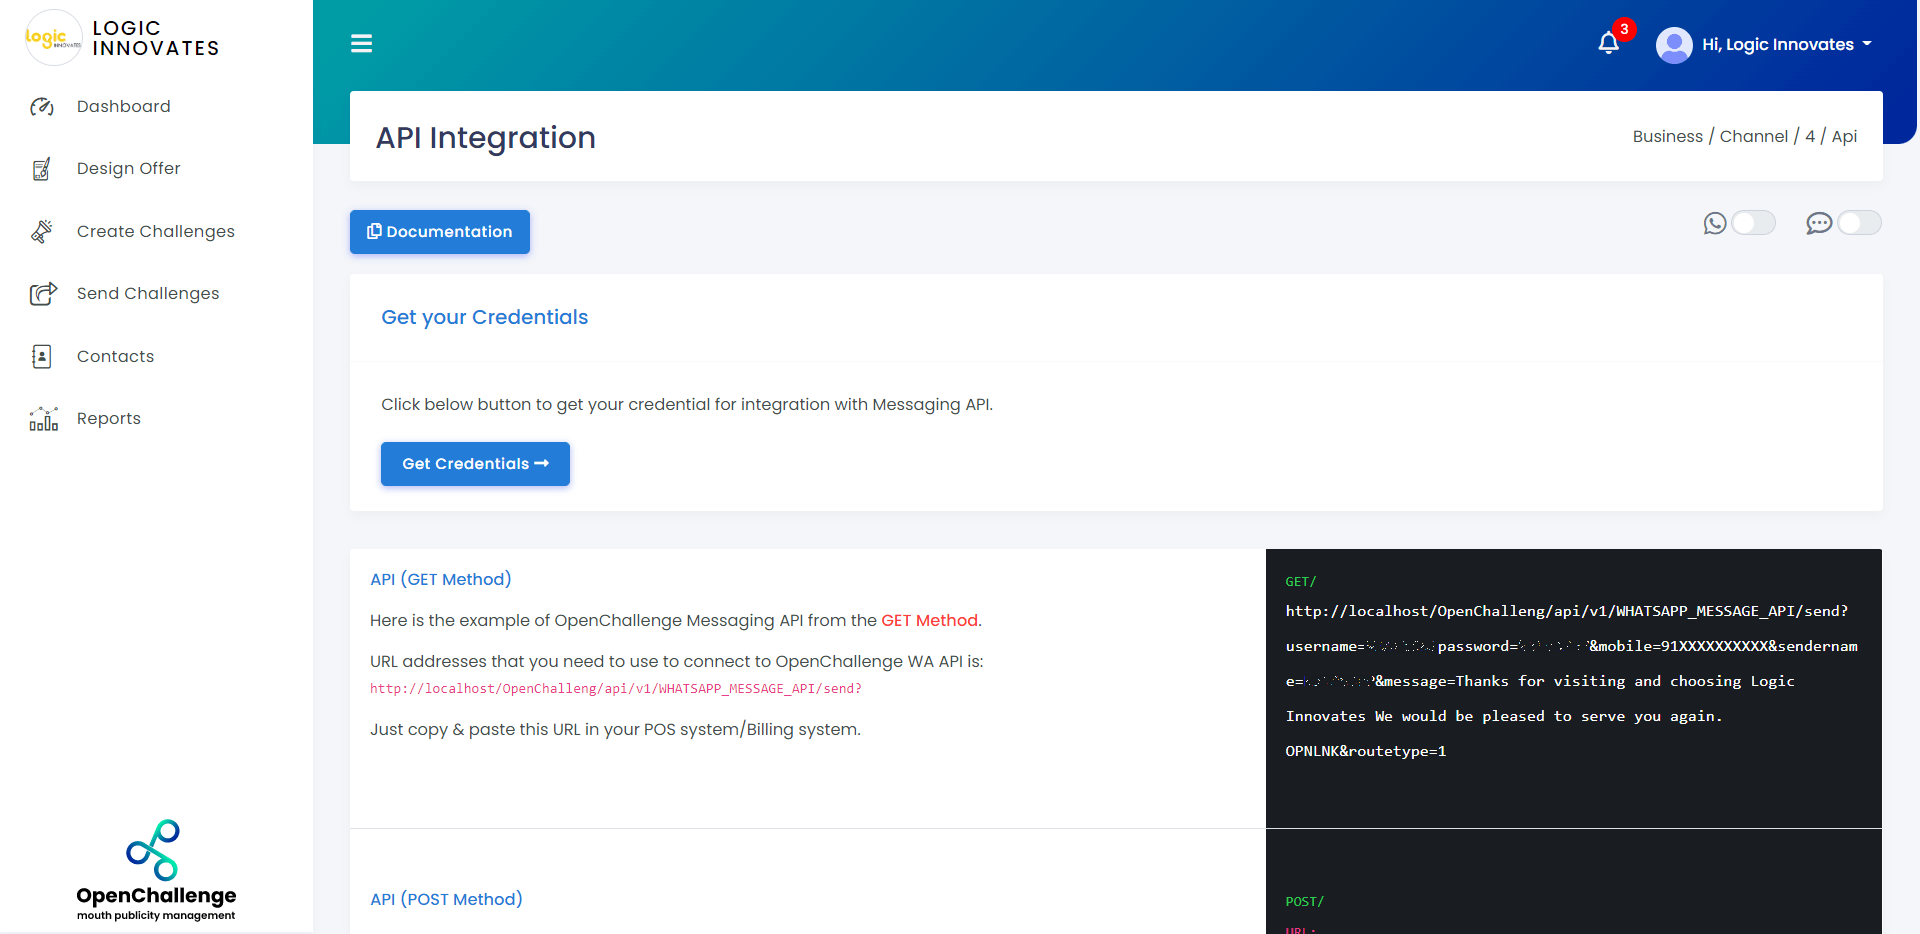 logic
INNOVATES
LOGIC
INNOVATES
Dashboard
Design Offer
Create Challenges
Send Challenges
Contacts
Reports
OpenChallenge
mouth publicity management
3
Hi, Logic Innovates
API Integration
Business / Channel / 4 / Api
Documentation
Get your Credentials
Click below button to get your credential for integration with Messaging API.
Get Credentials
API (GET Method)
Here is the example of OpenChallenge Messaging API from the GET Method.
URL addresses that you need to use to connect to OpenChallenge WA API is:
http://localhost/OpenChalleng/api/v1/WHATSAPP_MESSAGE_API/send?
Just copy & paste this URL in your POS system/Billing system.
GET/
http://localhost/OpenChalleng/api/v1/WHATSAPP_MESSAGE_API/send?
username= password= &mobile=91XXXXXXXXXX&sendernam
e= &message=Thanks for visiting and choosing Logic
Innovates We would be pleased to serve you again.
OPNLNK&routetype=1
API (POST Method)
POST/
URL: